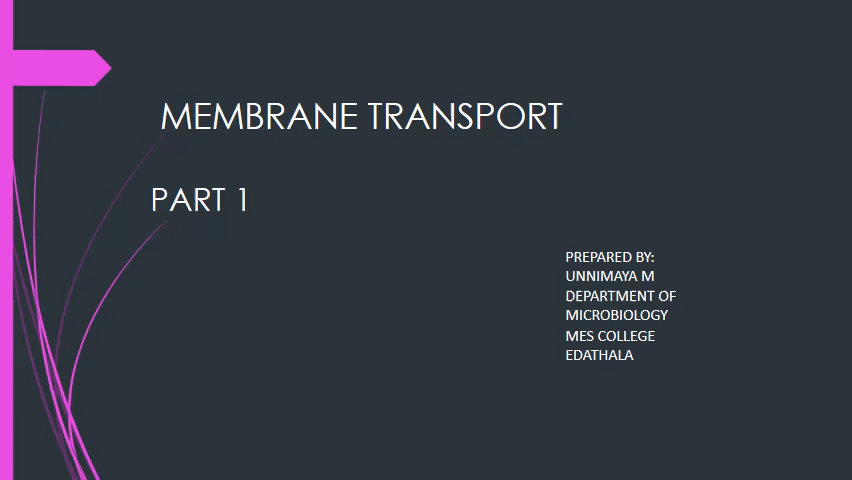 MEMBRANE TRANSPORT
PART 1
PREPARED BY:
UNNIMAYA M
DEPARTMENT OF
MICROBIOLOGY
MES COLLEGE
EDATHALA